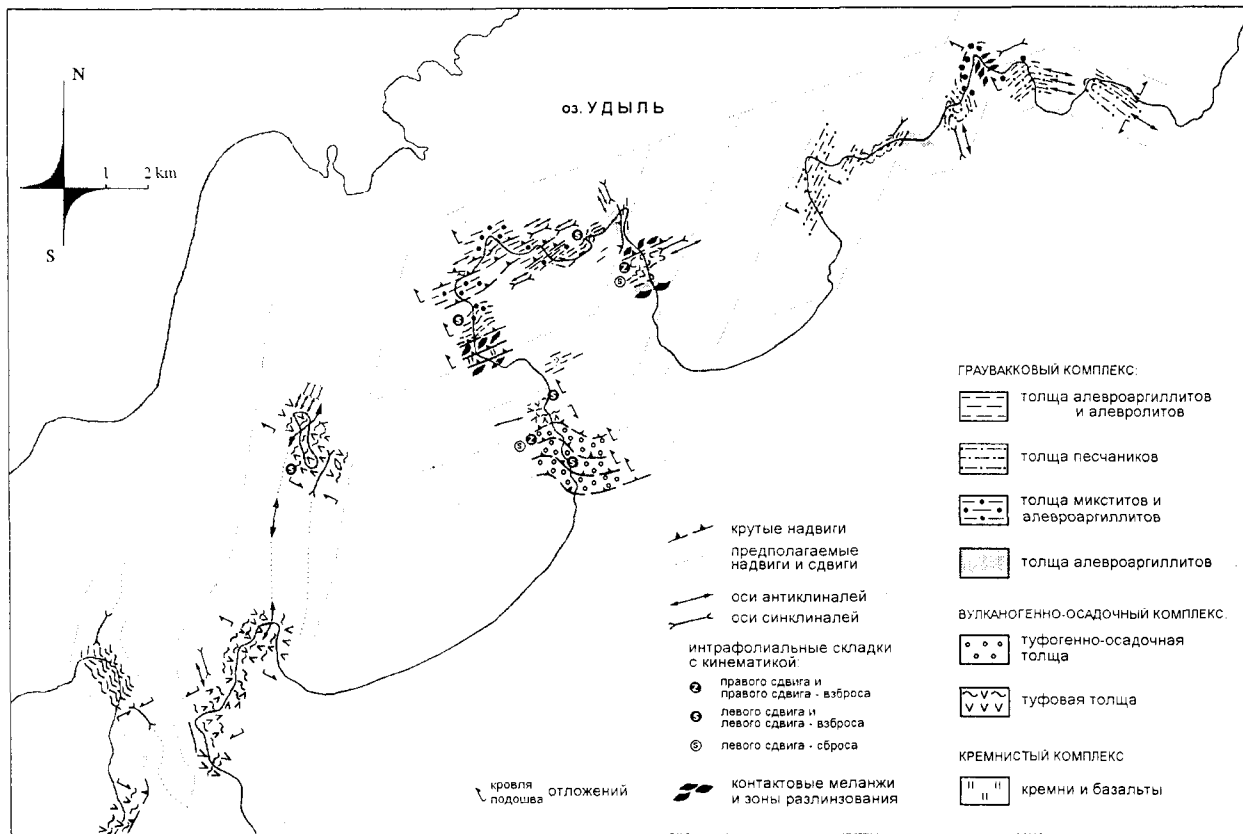 N
оз. УДЫЛЬ
1 2 km
S
крутые надвиги
предполагаемые
надвиги и сдвиги
оси антиклиналей
оси синклиналей
интрафолиальные складки
с кинематикой:
Z правого сдвига и
правого сдвига - взброса
S левого сдвига и
левого сдвига - взброса
S левого сдвига - сброса
кровля
подошва отложений
контактовые меланжи
и зоны разлинзования
ГРАУВАККОВЫЙ КОМПЛЕКС:
толща алевроаргиллитов
и алевролитов
толща песчаников
толща микститов и
алевроаргиллитов
толща алевроаргиллитов
ВУЛКАНОГЕННО-ОСАДОЧНЫЙ КОМПЛЕКС.
туфогенно-осадочная
толща
туфовая толща
КРЕМНИСТЫЙ КОМПЛЕКС
кремни и базальты